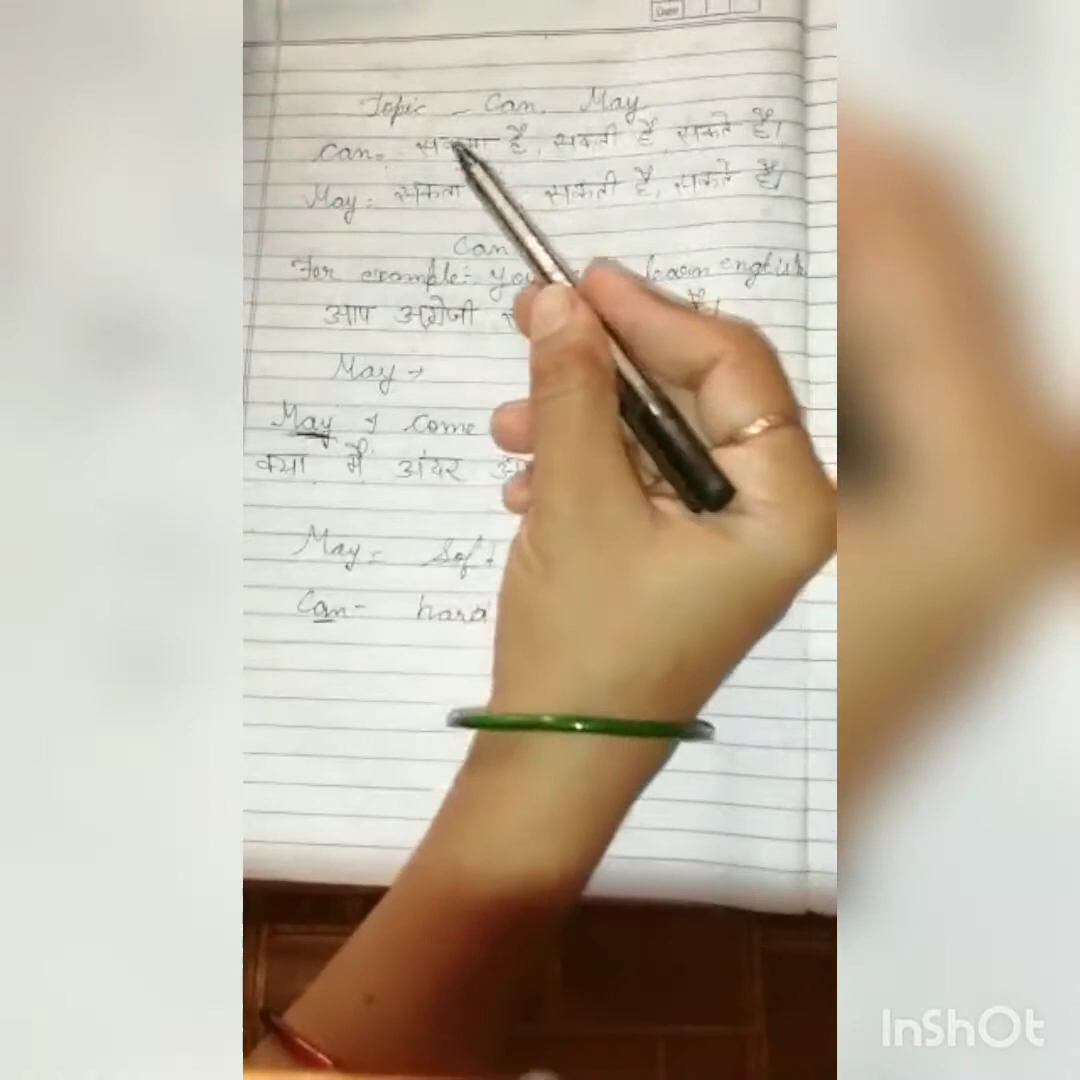 Date
Topic - Can, May
Can = सकता है, सकती है, सकते है।
May = सकता सकती है, सकते है।
Can
For example:- you learn english
आप अंग्रेजी है।
May →
May I come
क्या मैं अंदर
May = Soft
Can - hard
InShOt